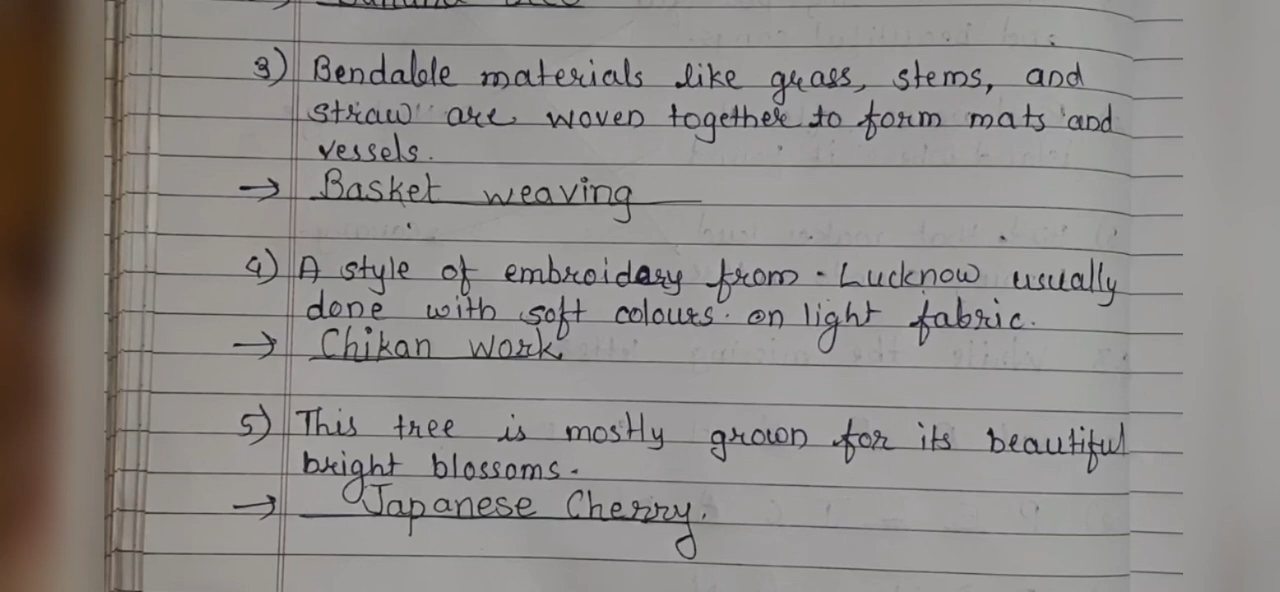 3) Bendable materials like grass, stems, and
straw are woven together to form mats and
vessels.
→ Basket weaving
4) A style of embroidary from - Lucknow usually
done with soft colours on light fabric.
→ Chikan work.
5) This tree is mostly grown for its beautiful
bright blossoms.
→ Japanese Cherry.